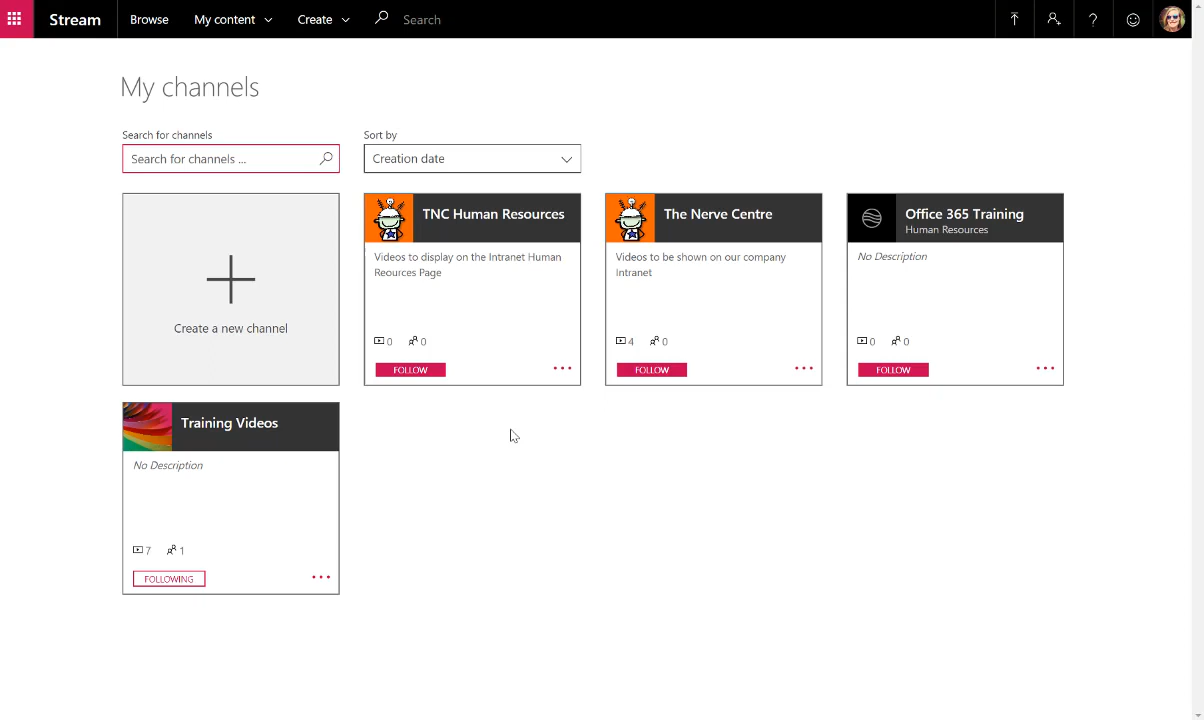 Stream
Browse
My content
Create
Search
?
My channels
Search for channels
Search for channels ...
Sort by
Creation date
Create a new channel
TNC Human Resources
Videos to display on the Intranet Human
Reources Page
0
0
FOLLOW
The Nerve Centre
Videos to be shown on our company
Intranet
4
0
FOLLOW
Office 365 Training
Human Resources
No Description
0
0
FOLLOW
Training Videos
No Description
7
1
FOLLOWING